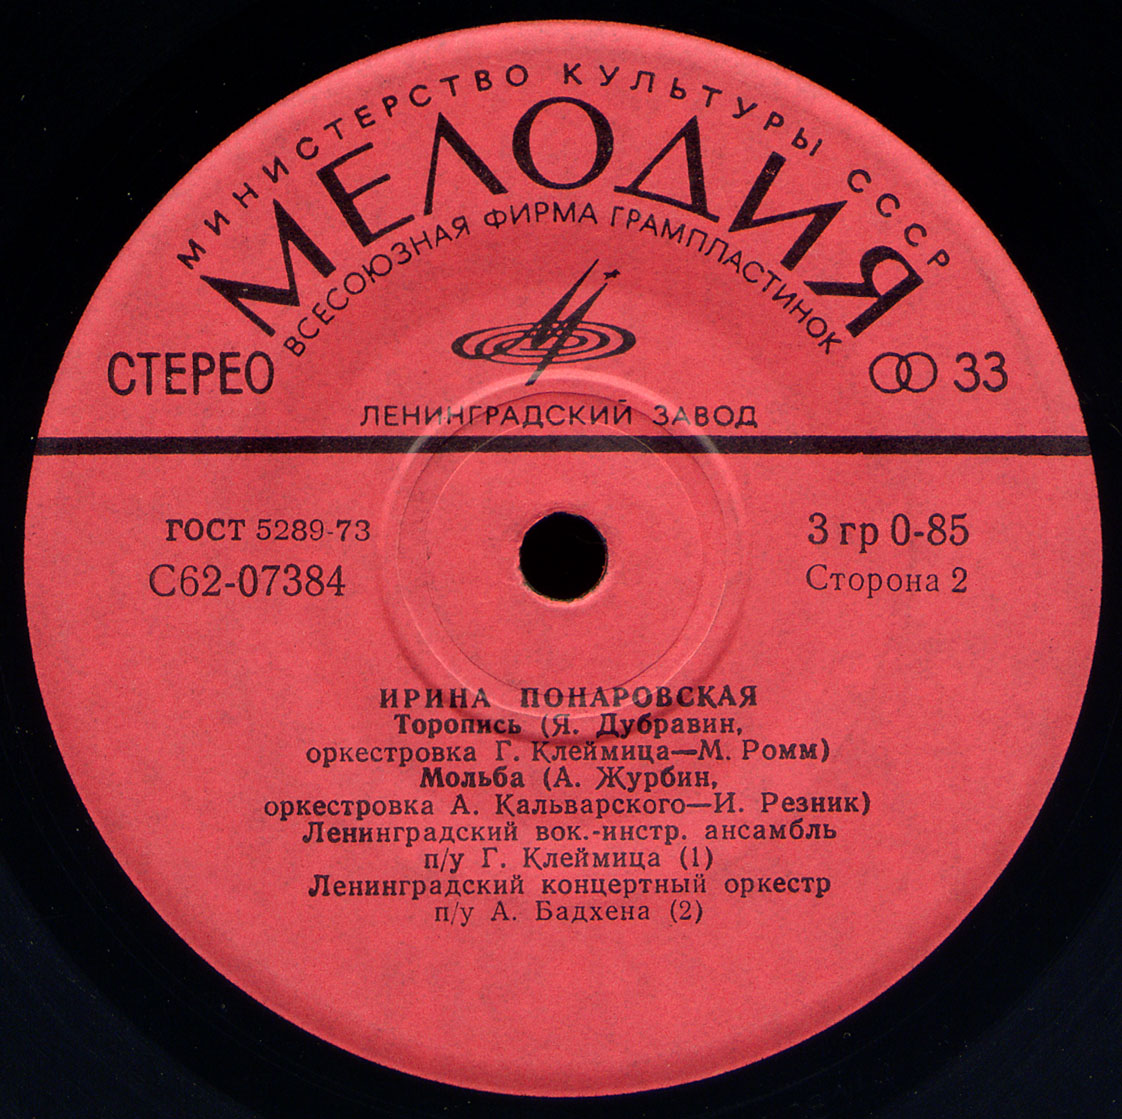 МИНИСТЕРСТВО КУЛЬТУРЫ СССР
МЕЛОДИЯ
ВСЕСОЮЗНАЯ ФИРМА ГРАМПЛАСТИНОК
СТЕРЕО
33
ЛЕНИНГРАДСКИЙ ЗАВОД
ГОСТ 5289-73
С62-07384
3 гр 0-85
Сторона 2
ИРИНА ПОНАРОВСКАЯ
Торопись (Я. Дубравин,
оркестровка Г. Клеймица—М. Ромм)
Мольба (А. Журбин,
оркестровка А. Кальварского—И. Резник)
Ленинградский вок.-инстр. ансамбль
п/у Г. Клеймица (1)
Ленинградский концертный оркестр
п/у А. Бадхена (2)